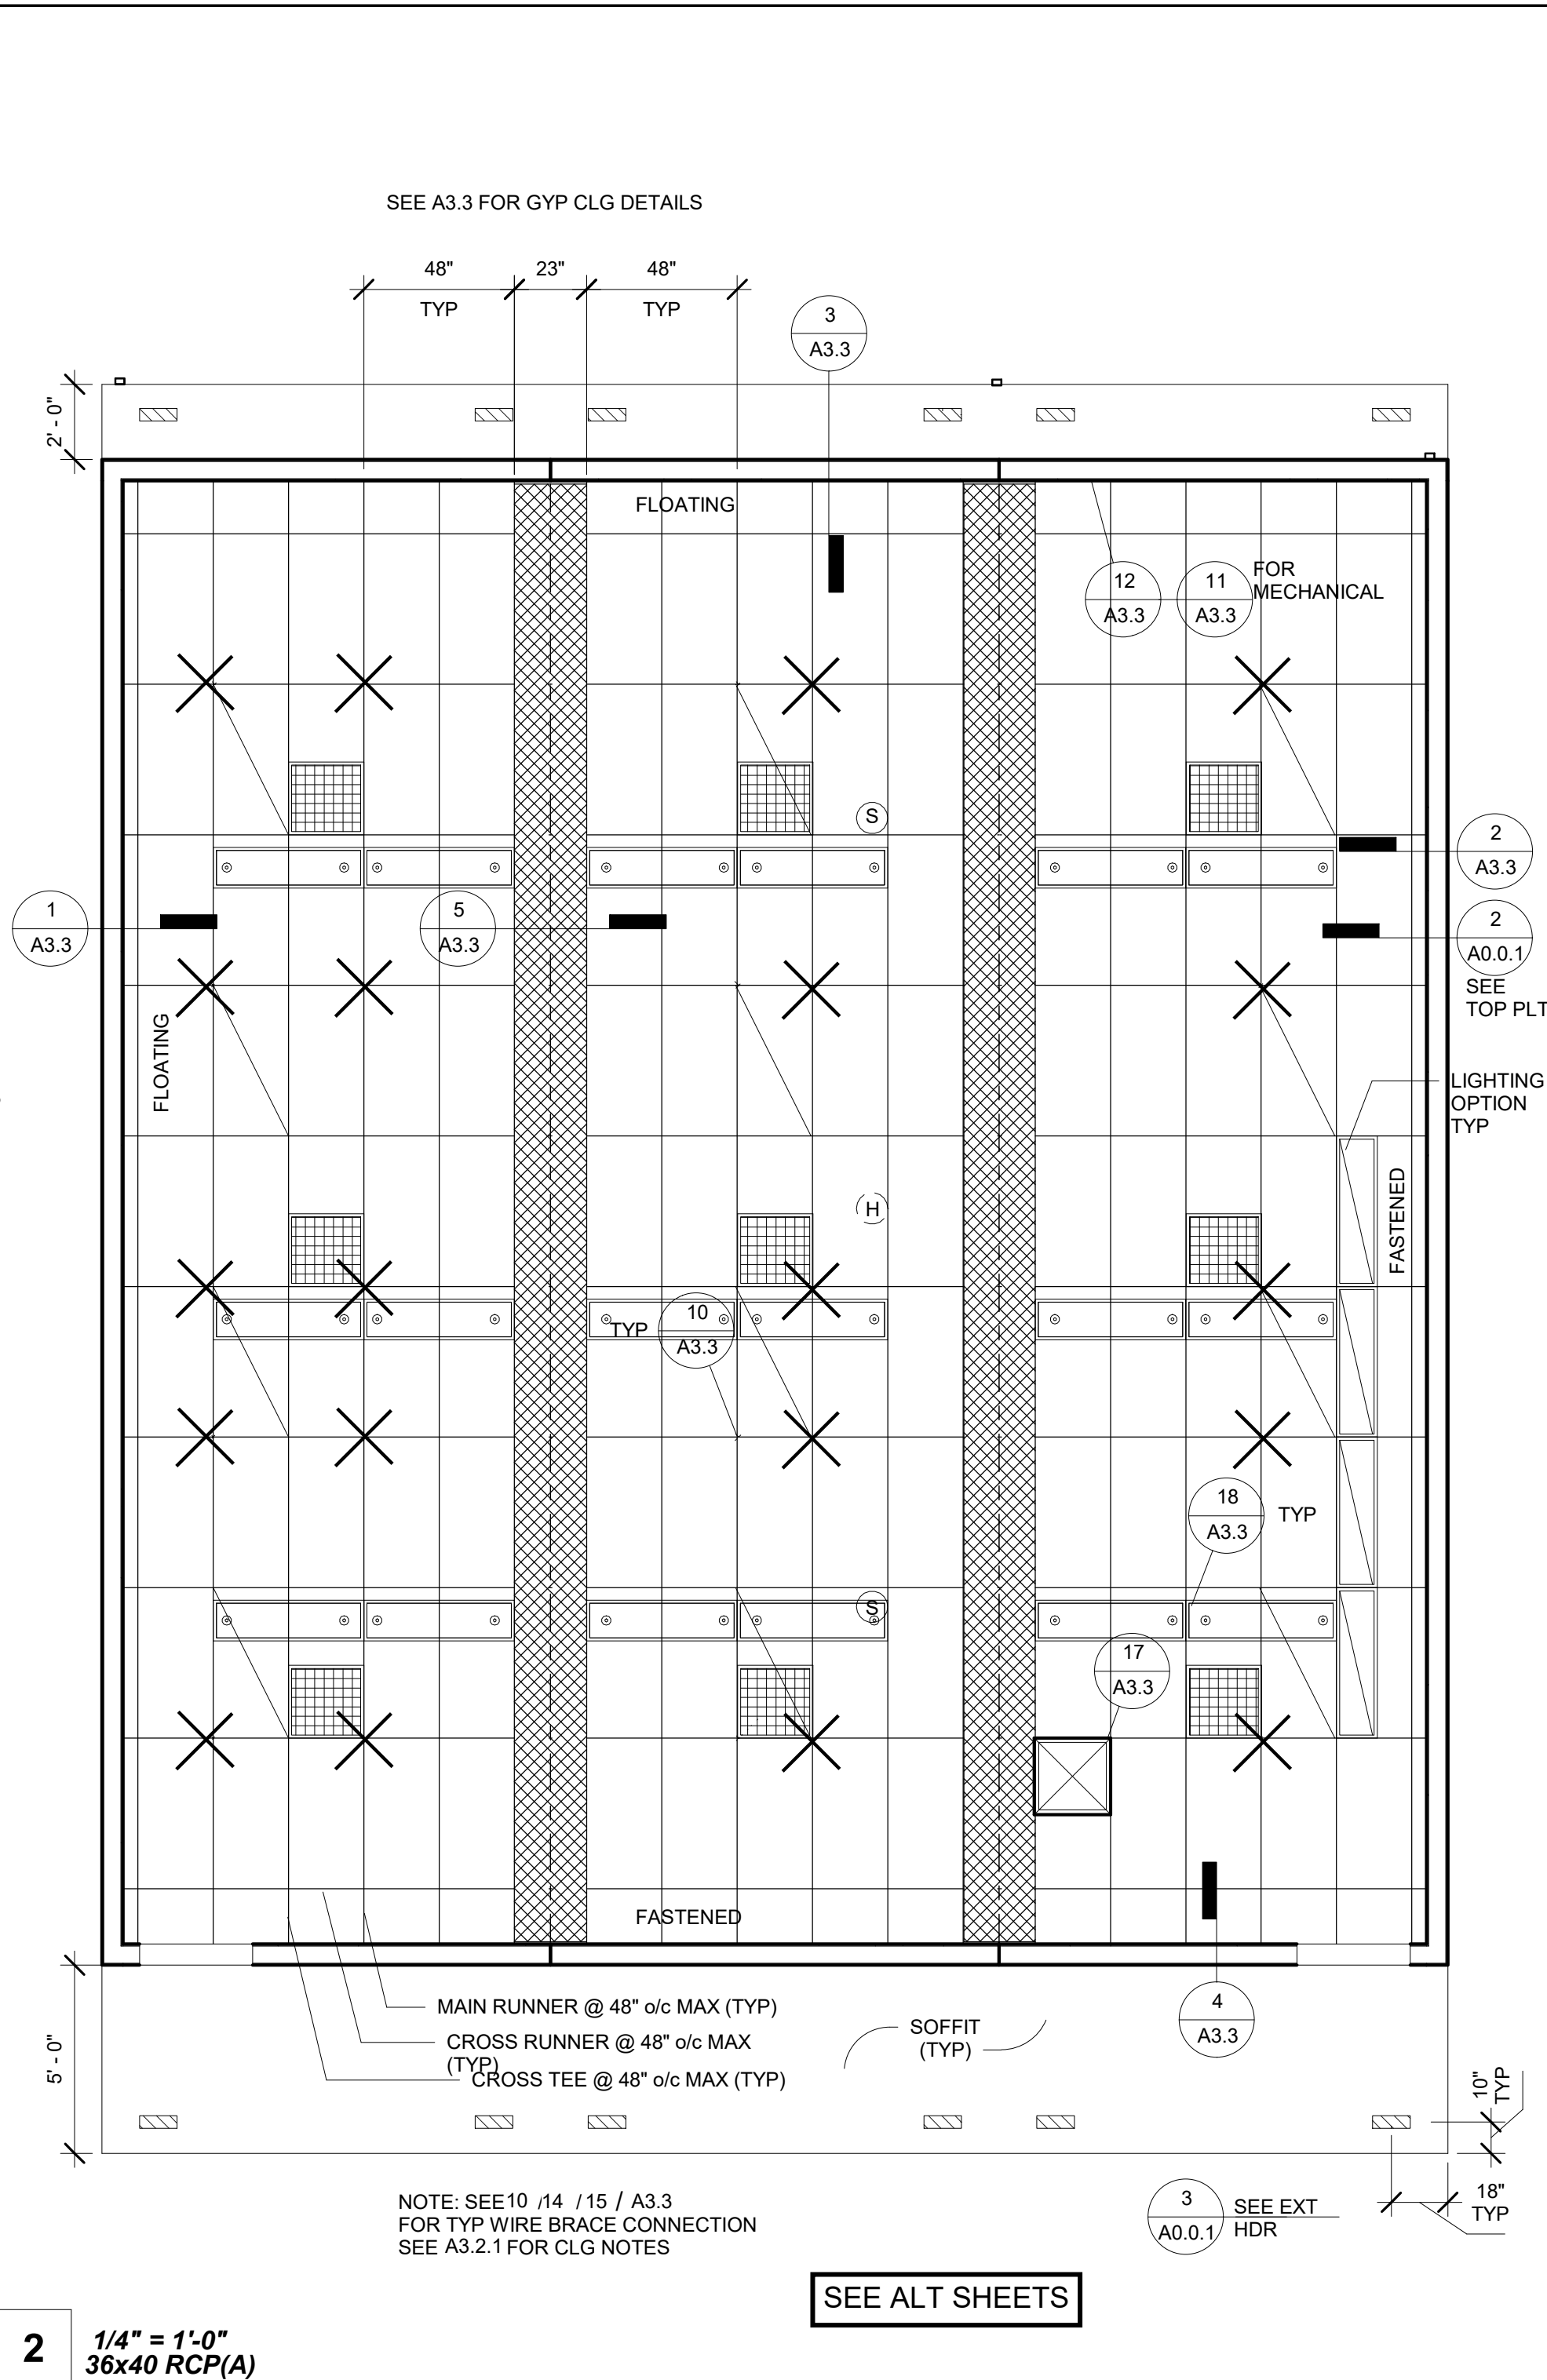 SEE A3.3 FOR GYP CLG DETAILS
48"
23"
48"
TYP
TYP
3
A3.3
2' - 0"
FLOATING
12
A3.3
11
A3.3
FOR
MECHANICAL
S
2
A3.3
1
A3.3
5
A3.3
2
A0.0.1
SEE
TOP PLT
FLOATING
LIGHTING
OPTION
TYP
FASTENED
H
TYP
10
A3.3
18
A3.3
TYP
S
17
A3.3
FASTENED
MAIN RUNNER @ 48" o/c MAX (TYP)
CROSS RUNNER @ 48" o/c MAX
(TYP)
CROSS TEE @ 48" o/c MAX (TYP)
SOFFIT
(TYP)
4
A3.3
5' - 0"
10"
TYP
NOTE: SEE 10 /14 / 15 / A3.3
FOR TYP WIRE BRACE CONNECTION
SEE A3.2.1 FOR CLG NOTES
3
A0.0.1
SEE EXT
HDR
18"
TYP
SEE ALT SHEETS
2
1/4" = 1'-0"
36x40 RCP(A)